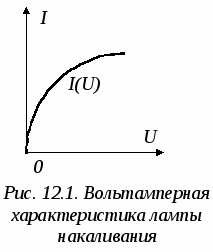 I
I(U)
U
0
Рис. 12.1. Вольтамперная
характеристика лампы
накаливания